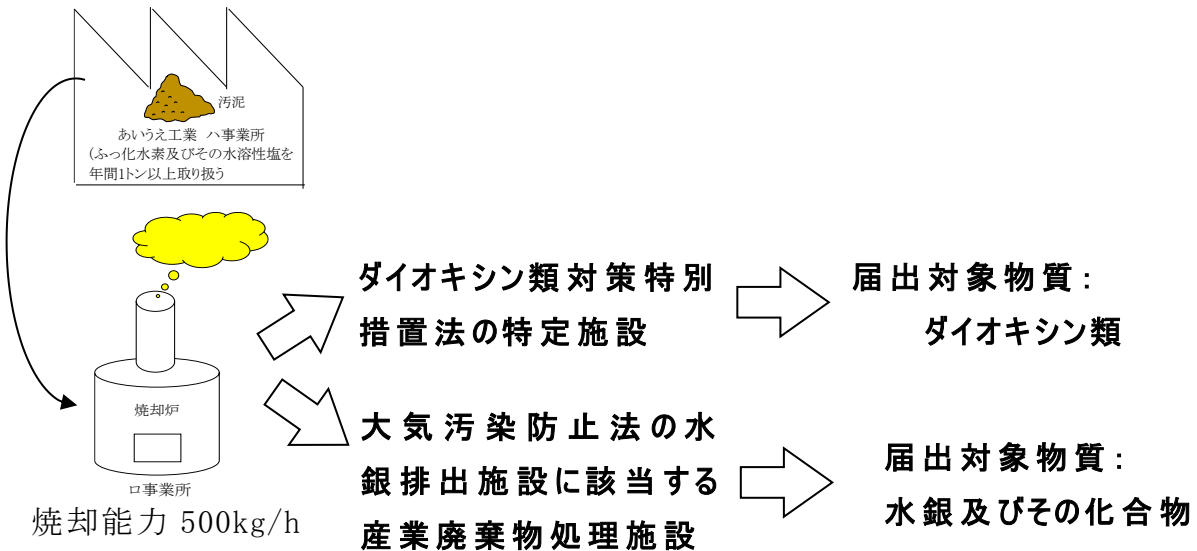 汚泥
あいうえ工業 ハ事業所
(ふっ化水素及びその水溶性塩を
年間1トン以上取り扱う
ダイオキシン類対策特別
措置法の特定施設
届出対象物質:
ダイオキシン類
焼却炉
ロ事業所
焼却能力 500kg/h
大気汚染防止法の水
銀排出施設に該当する
産業廃棄物処理施設
届出対象物質:
水銀及びその化合物